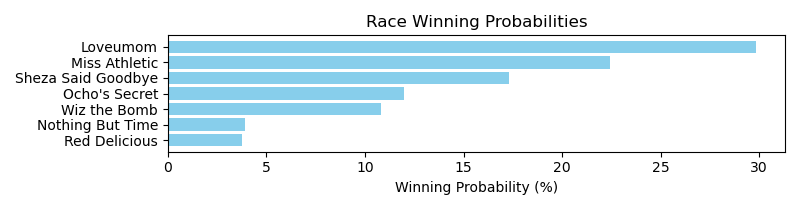 Race Winning Probabilities
Loveumom
Miss Athletic
Sheza Said Goodbye
Ocho's Secret
Wiz the Bomb
Nothing But Time
Red Delicious
0 5 10 15 20 25 30
Winning Probability (%)